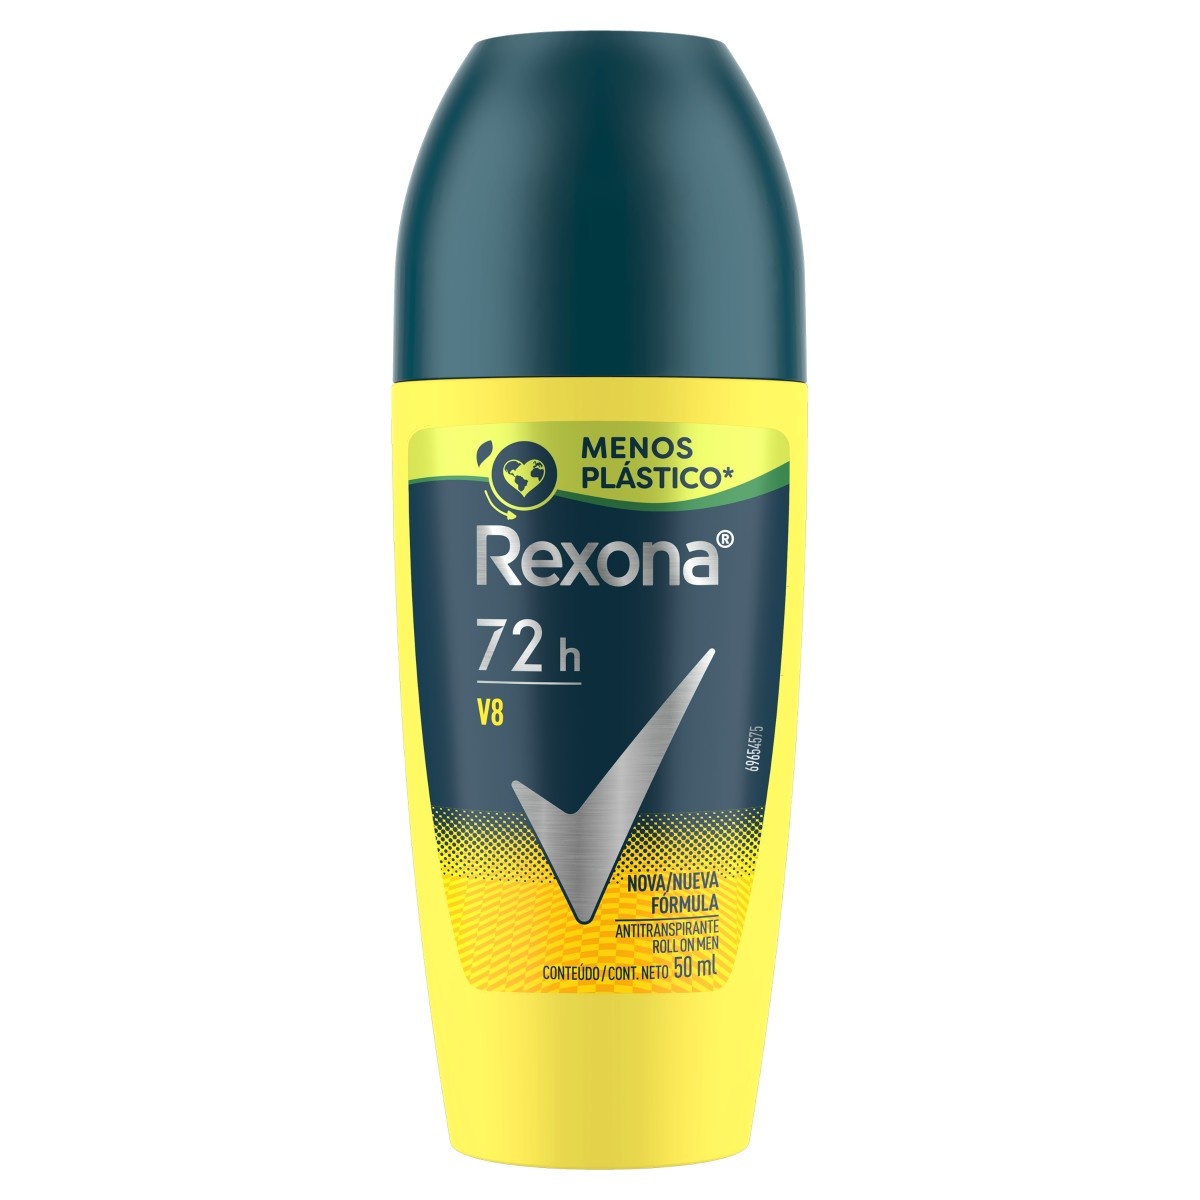 MENOS
PLÁSTICO*
Rexona®
72 h
V8
69654575
NOVA/NUEVA
FÓRMULA
ANTITRANSPIRANTE
ROLL ON MEN
CONTEÚDO / CONT. NETO 50 ml